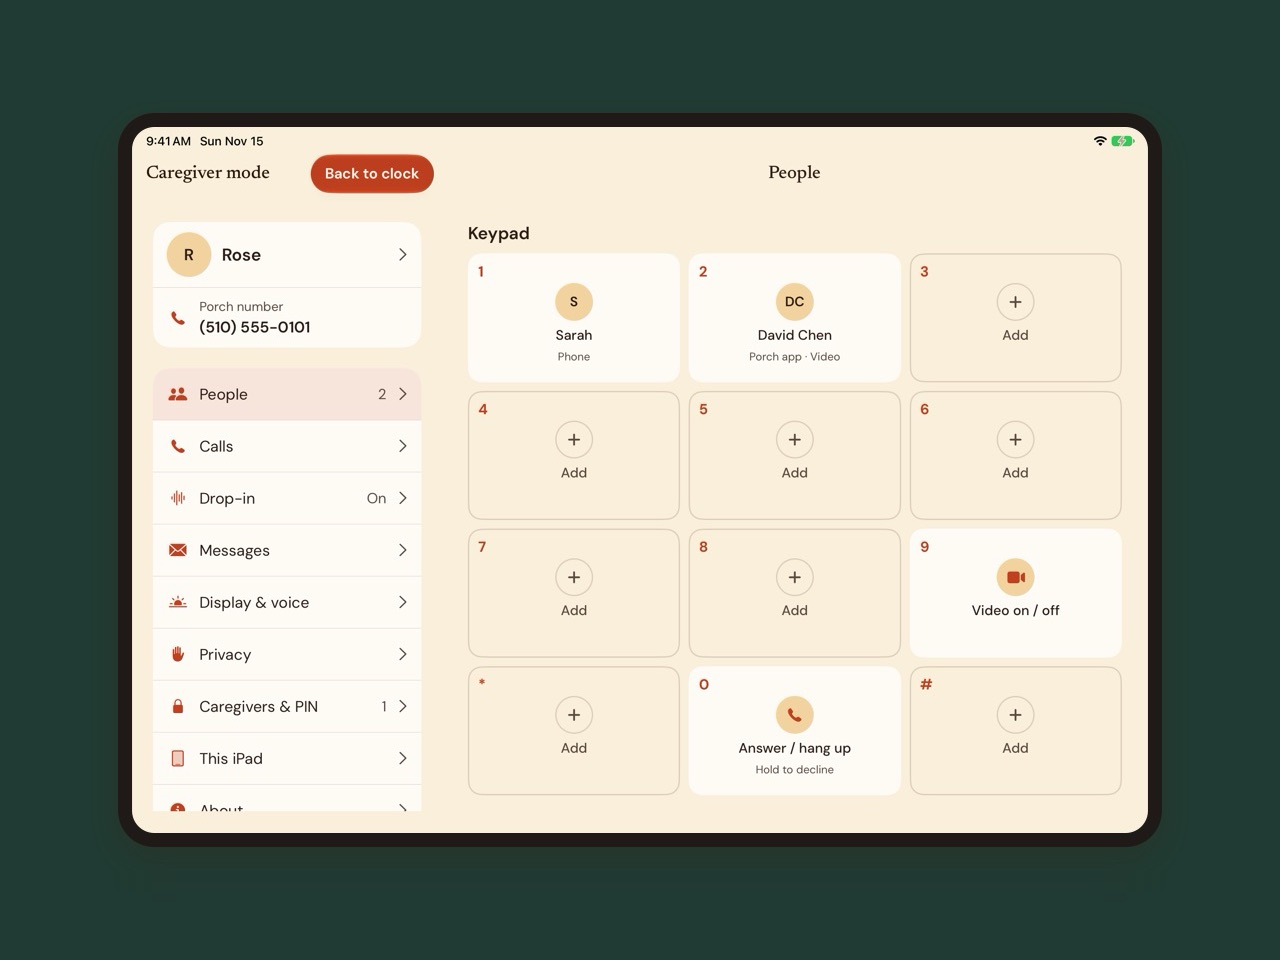 9:41 AM Sun Nov 15
Caregiver mode
Back to clock
People
R
Rose
Porch number
(510) 555-0101
People 2
Calls
Drop-in On
Messages
Display & voice
Privacy
Caregivers & PIN 1
This iPad
About
Keypad
1
S
Sarah
Phone
2
DC
David Chen
Porch app · Video
3
+
Add
4
+
Add
5
+
Add
6
+
Add
7
+
Add
8
+
Add
9
Video on / off
*
+
Add
0
Answer / hang up
Hold to decline
#
+
Add